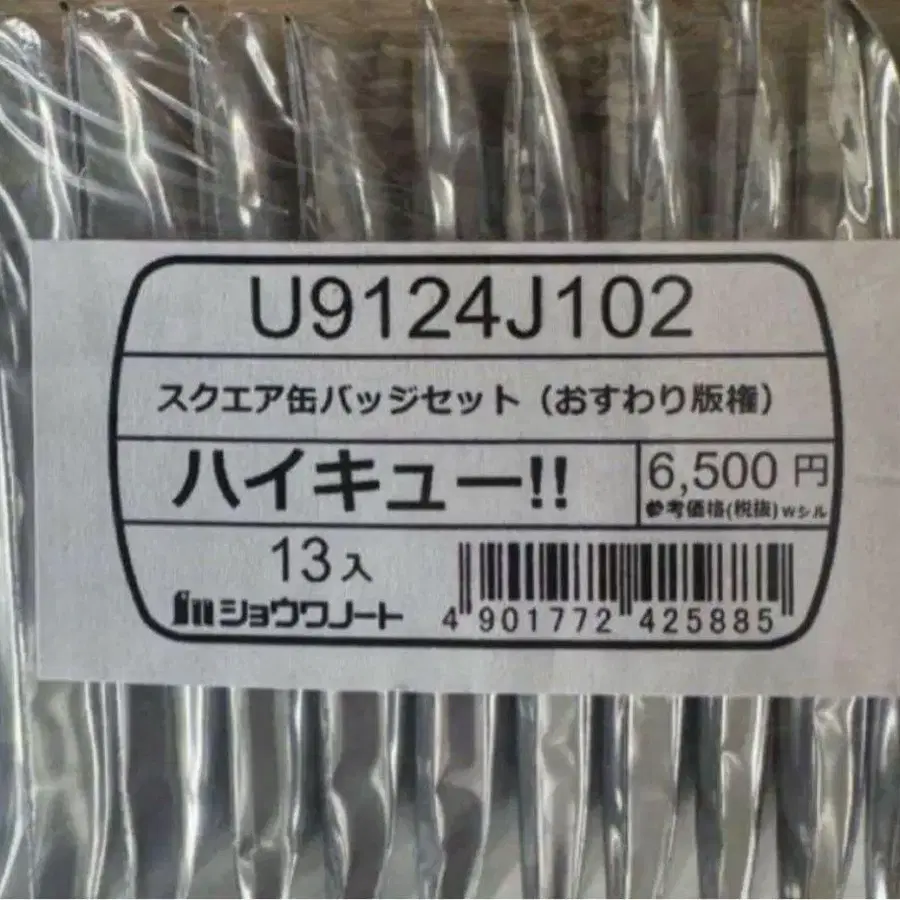 U9124J102
スクエア缶バッジセット（おすわり版権）
ハイキュー!!
6,500 円
参考価格(税抜)Wシル
13入
ショウワノート
4 901772 425885